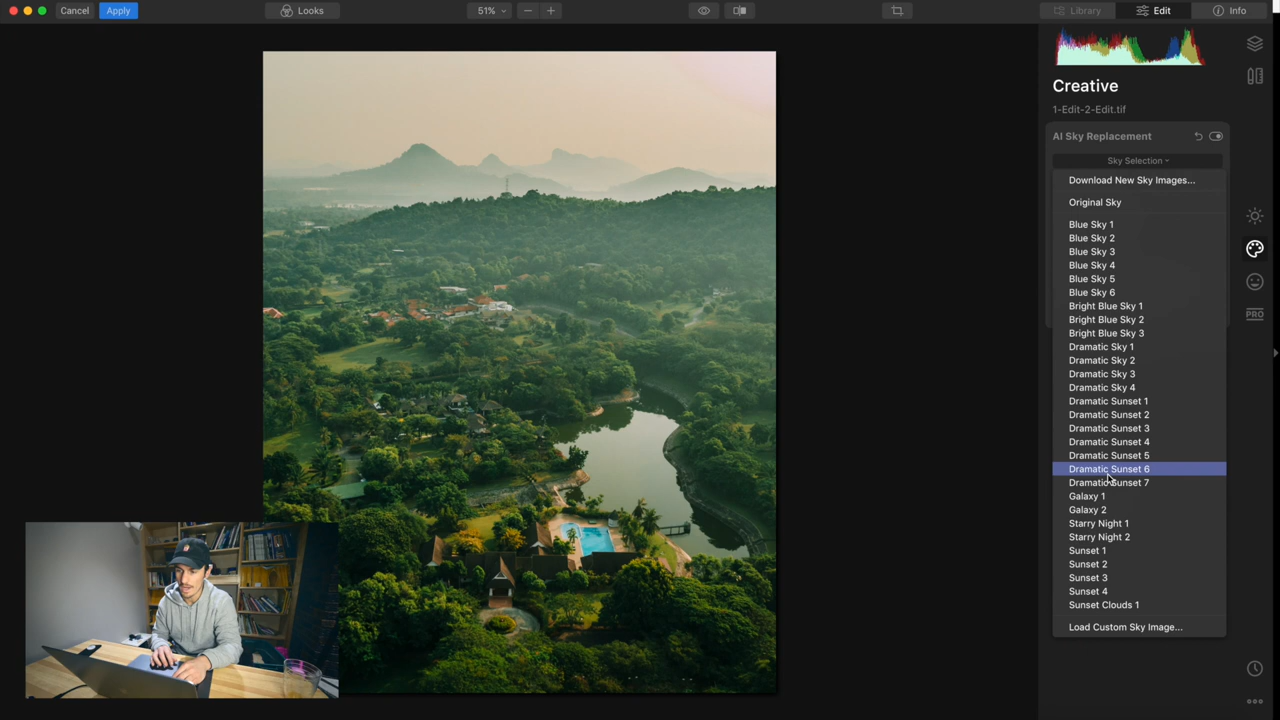 Cancel
Apply
Looks
51%
Library
Edit
Info
Creative
1-Edit-2-Edit.tif
AI Sky Replacement
Sky Selection
Download New Sky Images...
Original Sky
Blue Sky 1
Blue Sky 2
Blue Sky 3
Blue Sky 4
Blue Sky 5
Blue Sky 6
Bright Blue Sky 1
Bright Blue Sky 2
Bright Blue Sky 3
Dramatic Sky 1
Dramatic Sky 2
Dramatic Sky 3
Dramatic Sky 4
Dramatic Sunset 1
Dramatic Sunset 2
Dramatic Sunset 3
Dramatic Sunset 4
Dramatic Sunset 5
Dramatic Sunset 6
Dramatic Sunset 7
Galaxy 1
Galaxy 2
Starry Night 1
Starry Night 2
Sunset 1
Sunset 2
Sunset 3
Sunset 4
Sunset Clouds 1
Load Custom Sky Image...
PRO